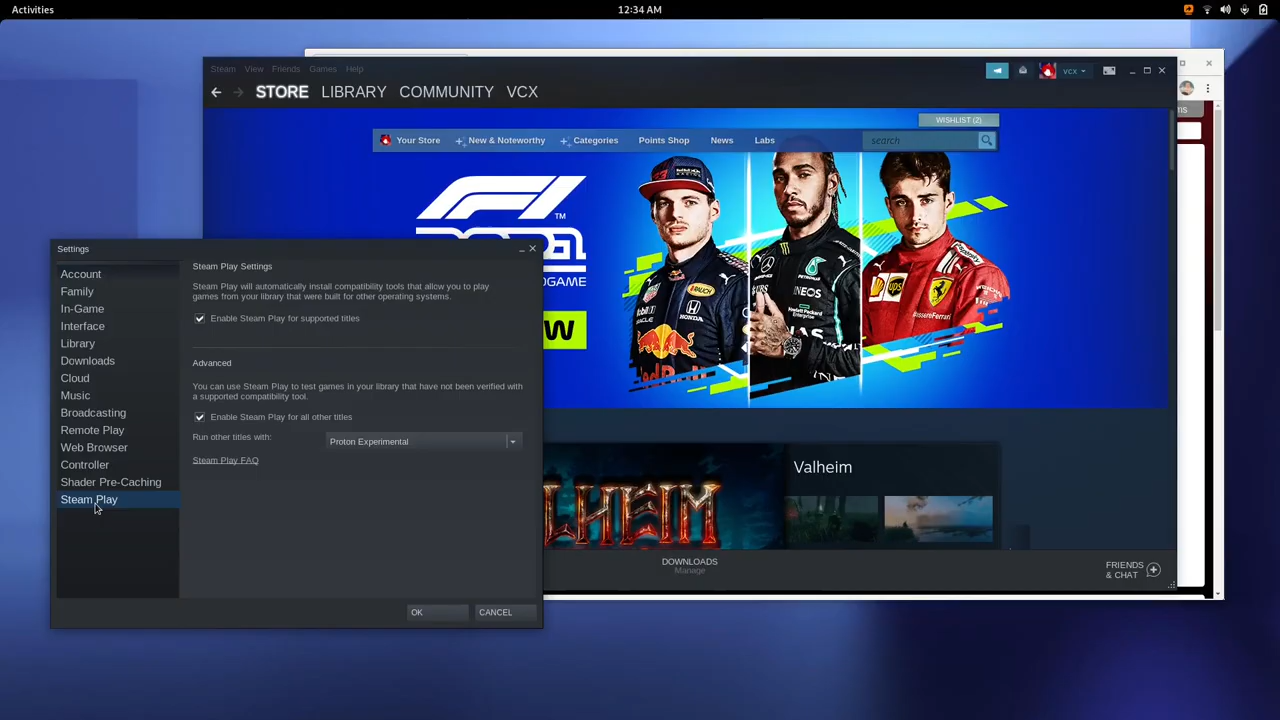 Activities
12:34 AM
Steam View Friends Games Help
VCX
STORE LIBRARY COMMUNITY VCX
WISHLIST (2)
Your Store New & Noteworthy Categories Points Shop News Labs
search
Settings
Account
Family
In-Game
Interface
Library
Downloads
Cloud
Music
Broadcasting
Remote Play
Web Browser
Controller
Shader Pre-Caching
Steam Play
Steam Play Settings
Steam Play will automatically install compatibility tools that allow you to play
games from your library that were built for other operating systems.
Enable Steam Play for supported titles
Advanced
You can use Steam Play to test games in your library that have not been verified with
a supported compatibility tool.
Enable Steam Play for all other titles
Run other titles with: Proton Experimental
Steam Play FAQ
OK CANCEL
Valheim
DOWNLOADS
Manage
FRIENDS
& CHAT